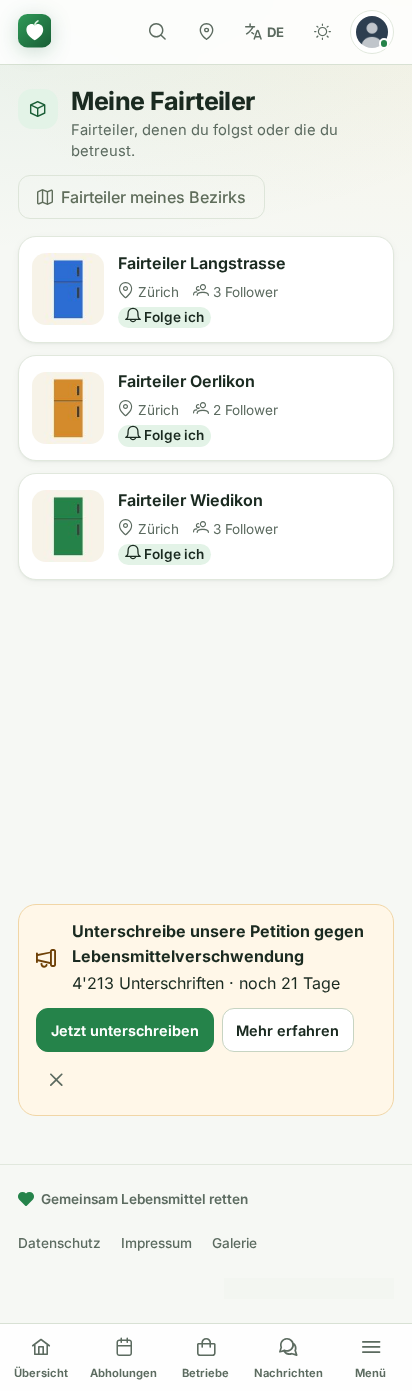 DE
Meine Fairteiler
Fairteiler, denen du folgst oder die du
betreust.
Fairteiler meines Bezirks
Fairteiler Langstrasse
Zürich 3 Follower
Folge ich
Fairteiler Oerlikon
Zürich 2 Follower
Folge ich
Fairteiler Wiedikon
Zürich 3 Follower
Folge ich
Unterschreibe unsere Petition gegen
Lebensmittelverschwendung
4'213 Unterschriften · noch 21 Tage
Jetzt unterschreiben Mehr erfahren
Gemeinsam Lebensmittel retten
Datenschutz Impressum Galerie
Übersicht Abholungen Betriebe Nachrichten Menü